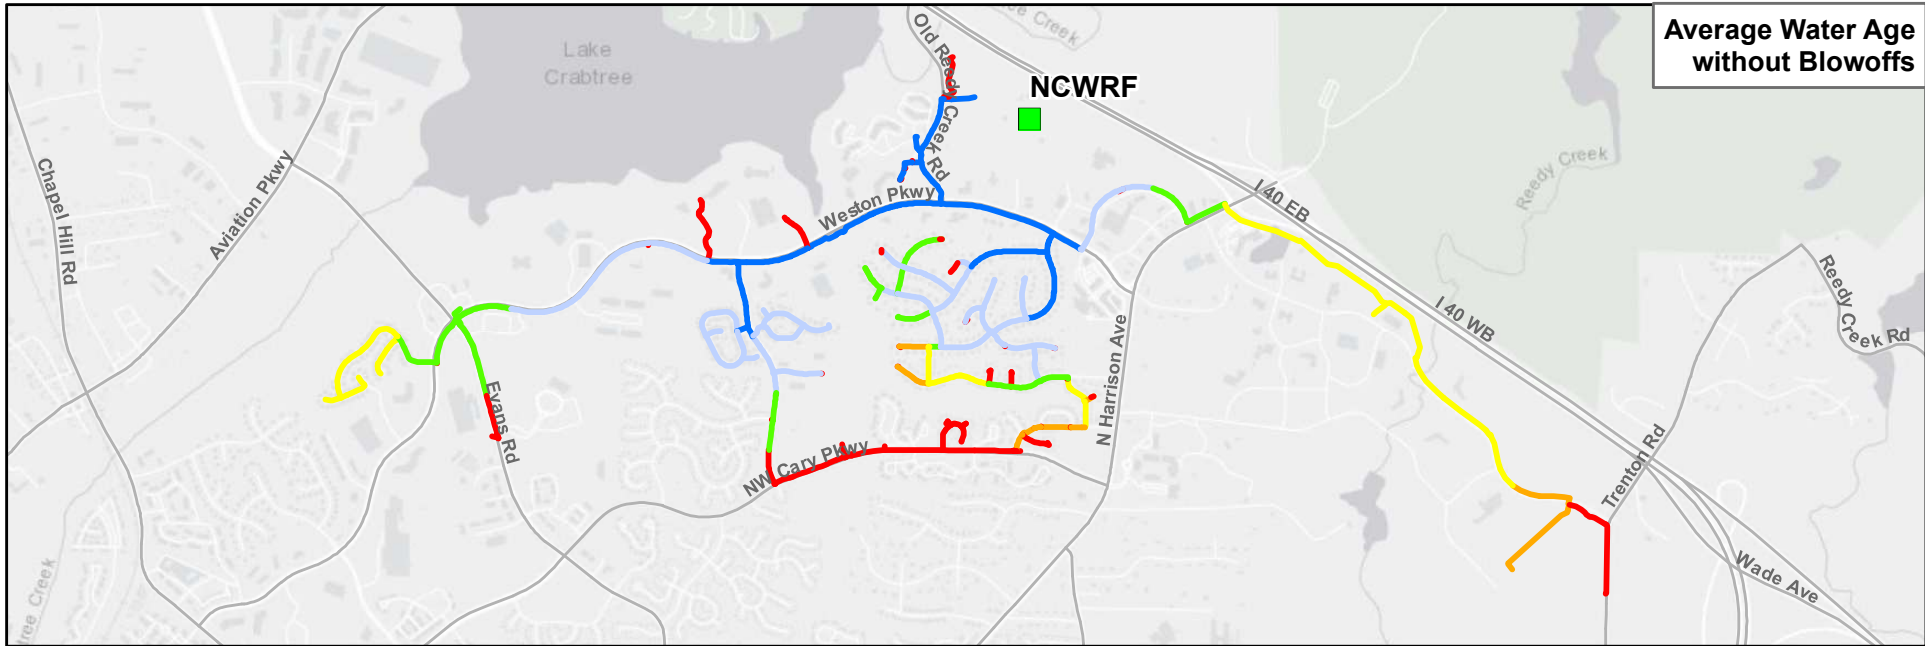 Average Water Age
without Blowoffs
Lake
Crabtree
Old Reedy Creek Rd
Creek
NCWRF
Chapel Hill Rd
Aviation Pkwy
Weston Pkwy
I 40 EB
Reedy Creek
I 40 WB
Reedy Creek Rd
N Harrison Ave
Evans Rd
NW Cary Pkwy
Trenton Rd
Wade Ave
Creek